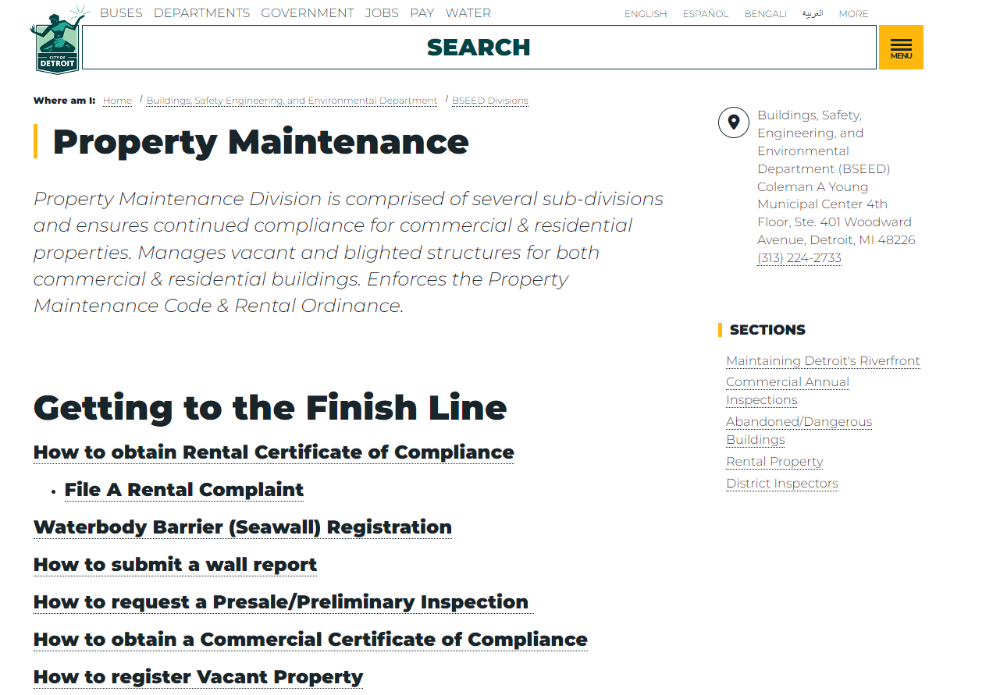 BUSES DEPARTMENTS GOVERNMENT JOBS PAY WATER
ENGLISH ESPAÑOL BENGALI العربية MORE
CITY OF
DETROIT
SEARCH
MENU
Where am I: Home / Buildings, Safety Engineering, and Environmental Department / BSEED Divisions
Property Maintenance
Property Maintenance Division is comprised of several sub-divisions
and ensures continued compliance for commercial & residential
properties. Manages vacant and blighted structures for both
commercial & residential buildings. Enforces the Property
Maintenance Code & Rental Ordinance.
Getting to the Finish Line
How to obtain Rental Certificate of Compliance
• File A Rental Complaint
Waterbody Barrier (Seawall) Registration
How to submit a wall report
How to request a Presale/Preliminary Inspection
How to obtain a Commercial Certificate of Compliance
How to register Vacant Property
Buildings, Safety,
Engineering, and
Environmental
Department (BSEED)
Coleman A Young
Municipal Center 4th
Floor, Ste. 401 Woodward
Avenue, Detroit, MI 48226
(313) 224-2733
SECTIONS
Maintaining Detroit's Riverfront
Commercial Annual
Inspections
Abandoned/Dangerous
Buildings
Rental Property
District Inspectors